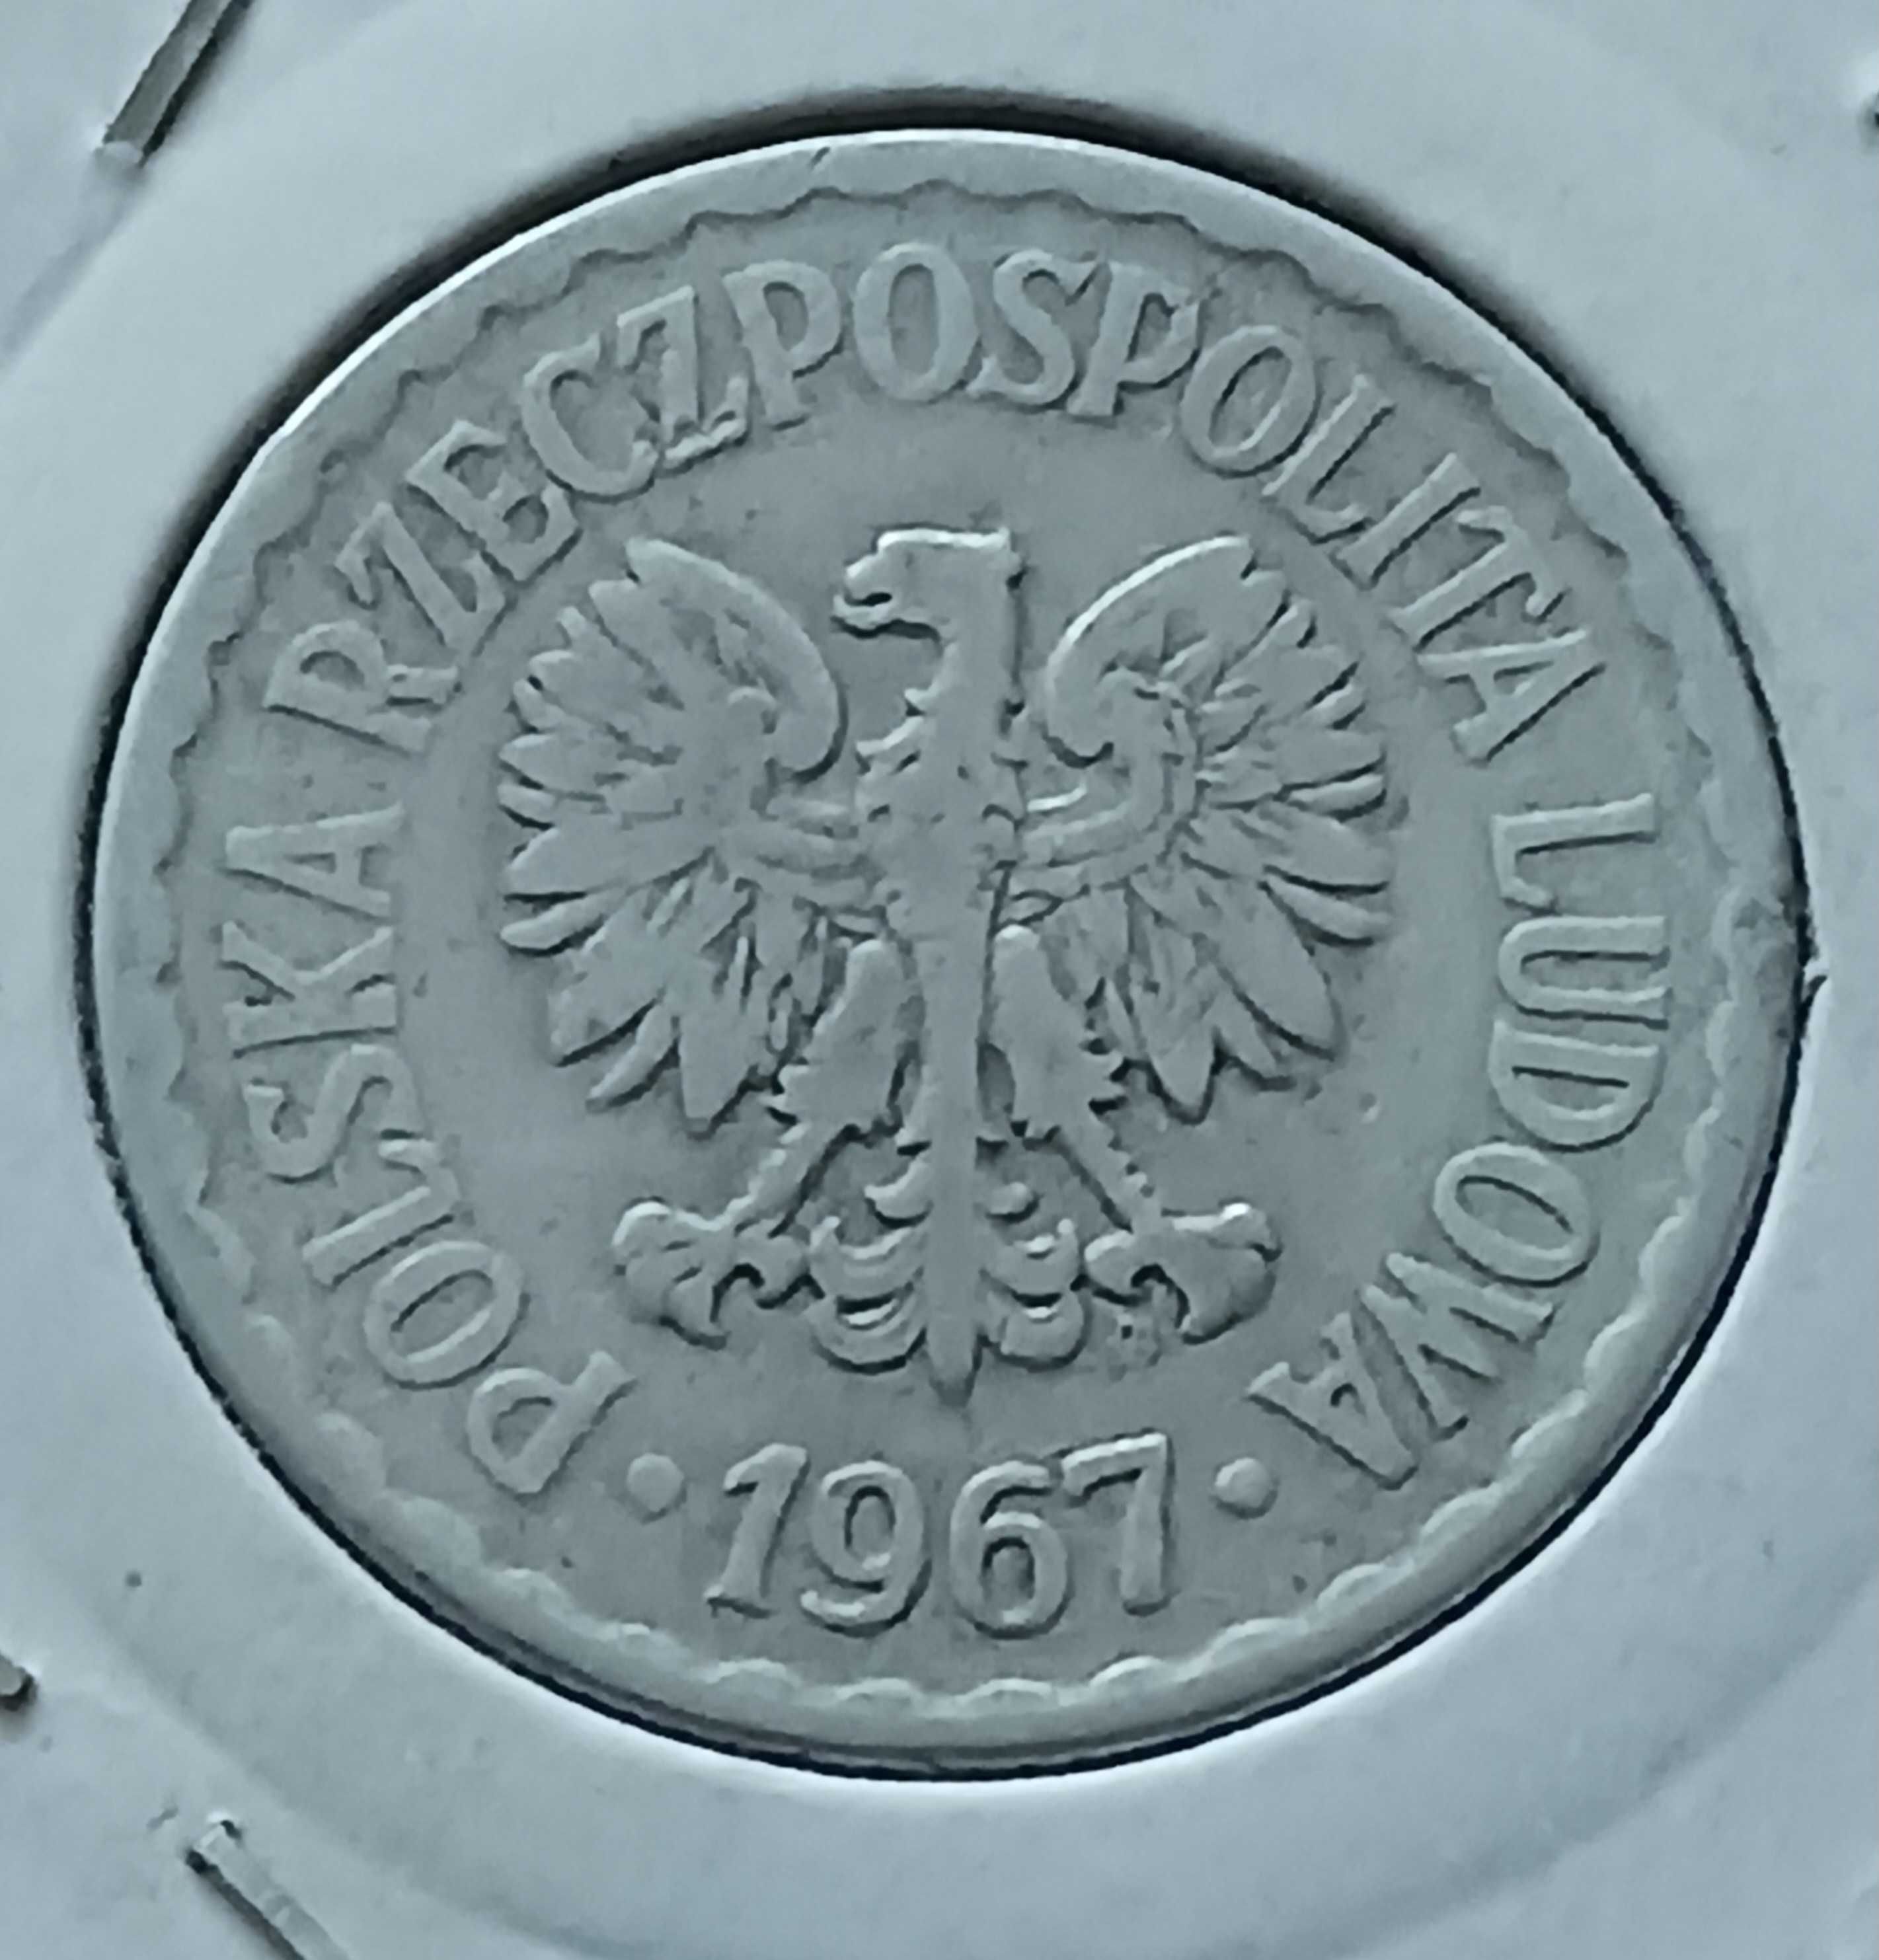 POLSKA RZECZPOSPOLITA LUDOWA
· 1967 ·